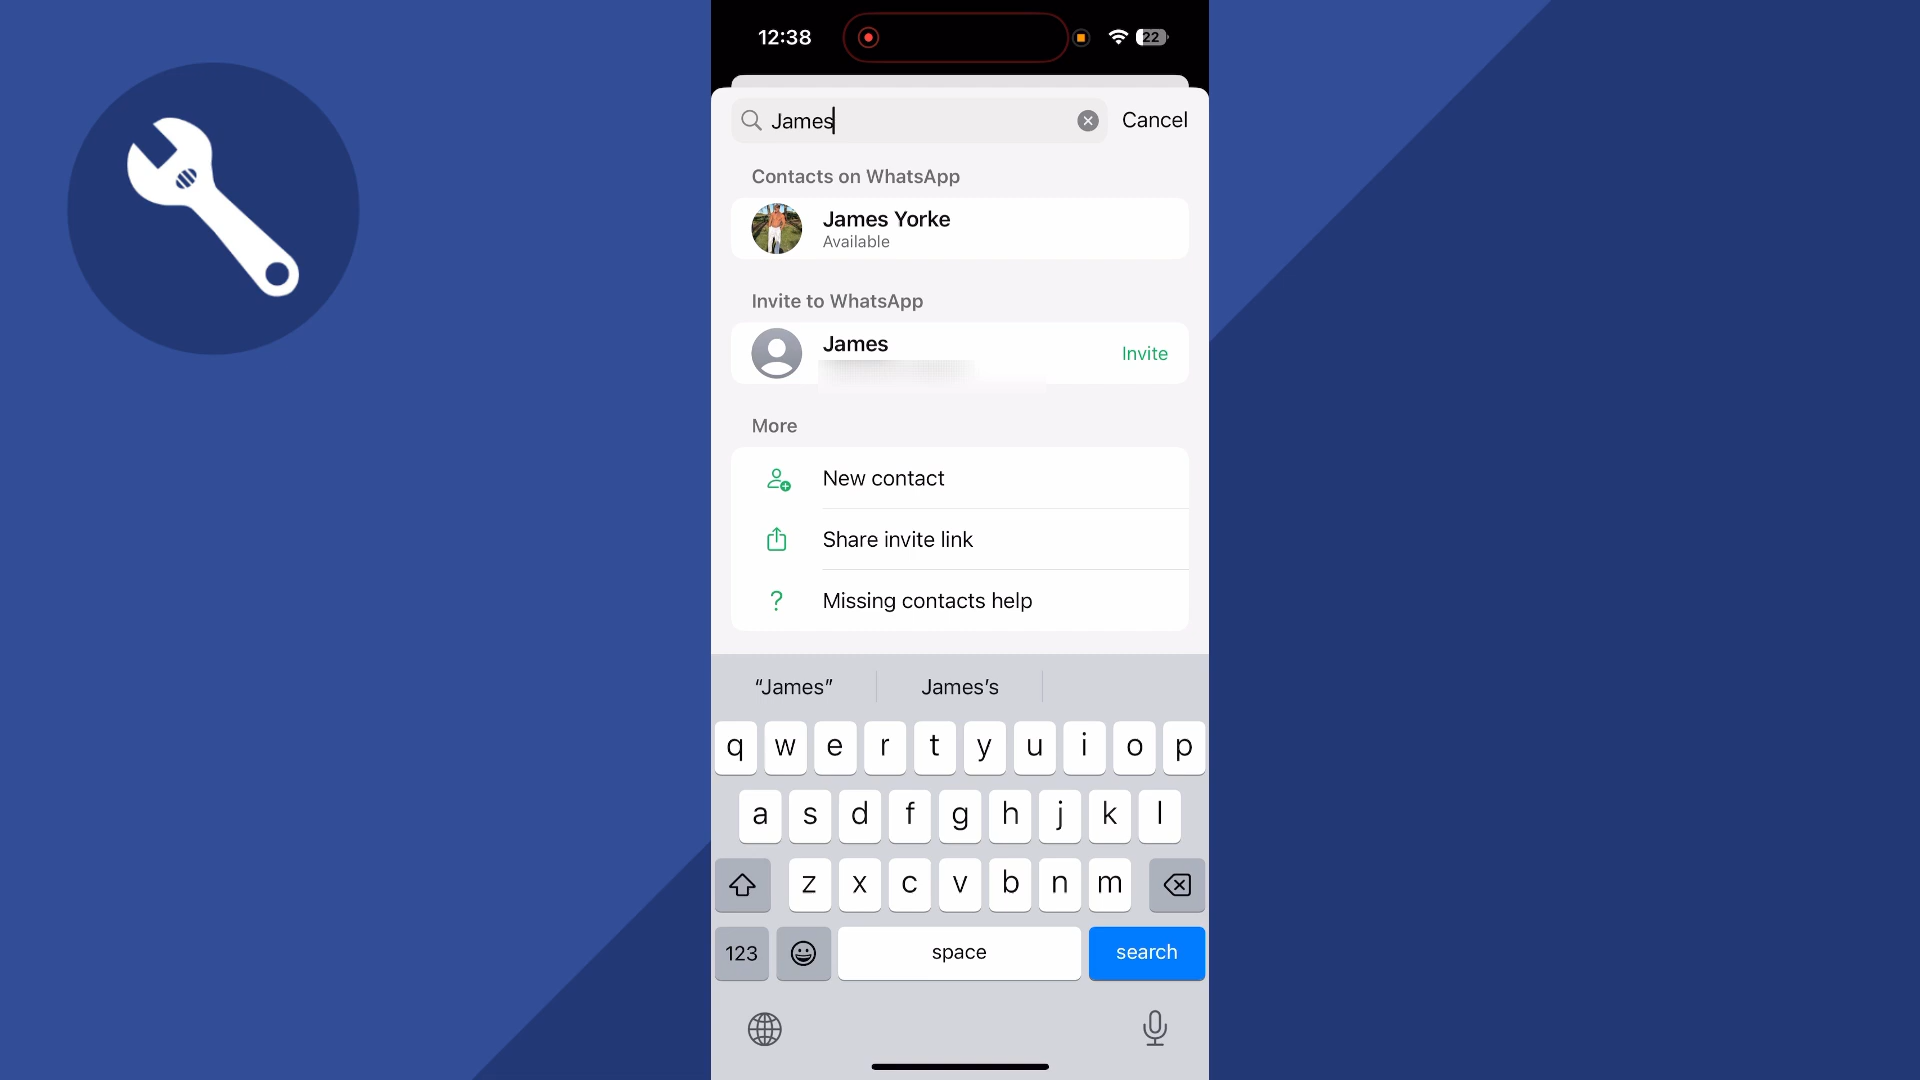 12:38
22
James
Cancel
Contacts on WhatsApp
James Yorke
Available
Invite to WhatsApp
James
Invite
More
New contact
Share invite link
? Missing contacts help
“James” James’s
q w e r t y u i o p
a s d f g h j k l
z x c v b n m
123 space search